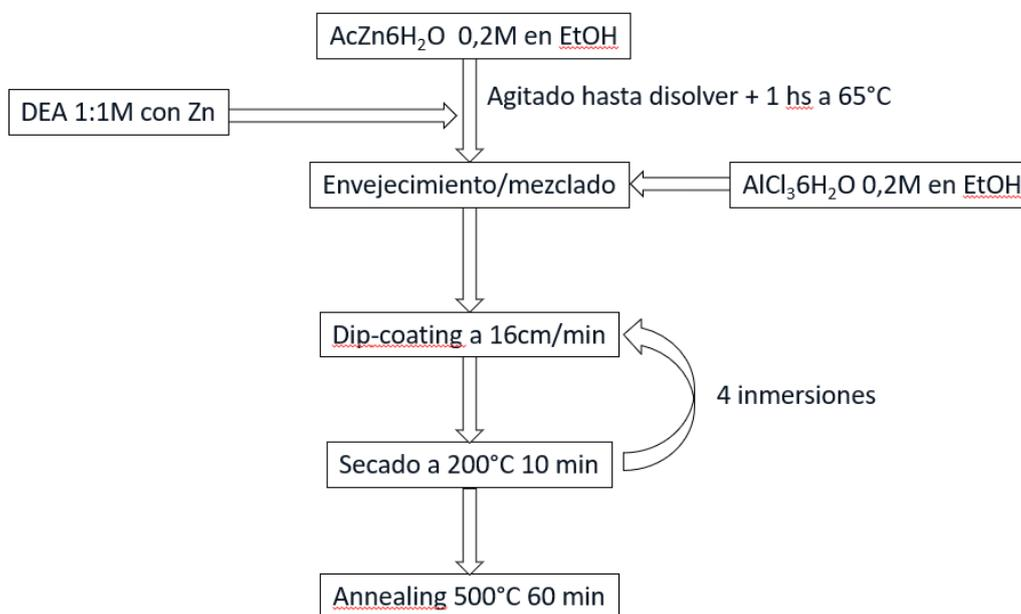 AcZn6H₂O 0,2M en EtOH
DEA 1:1M con Zn
Agitado hasta disolver + 1 hs a 65°C
Envejecimiento/mezclado
AlCl₃6H₂O 0,2M en EtOH
Dip-coating a 16cm/min
4 inmersiones
Secado a 200°C 10 min
Annealing 500°C 60 min